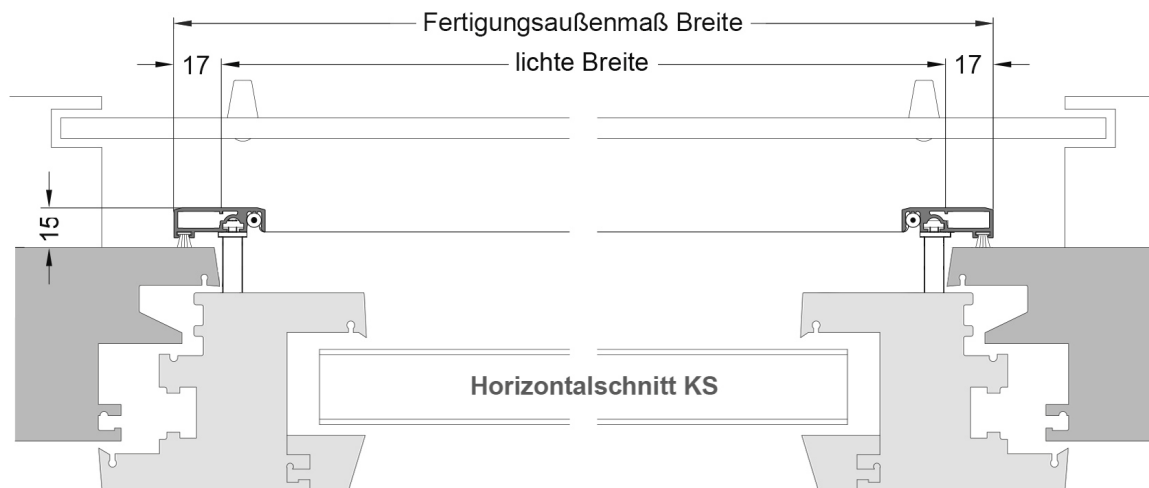 Fertigungsaußenmaß Breite
17 lichte Breite 17
15
Horizontalschnitt KS